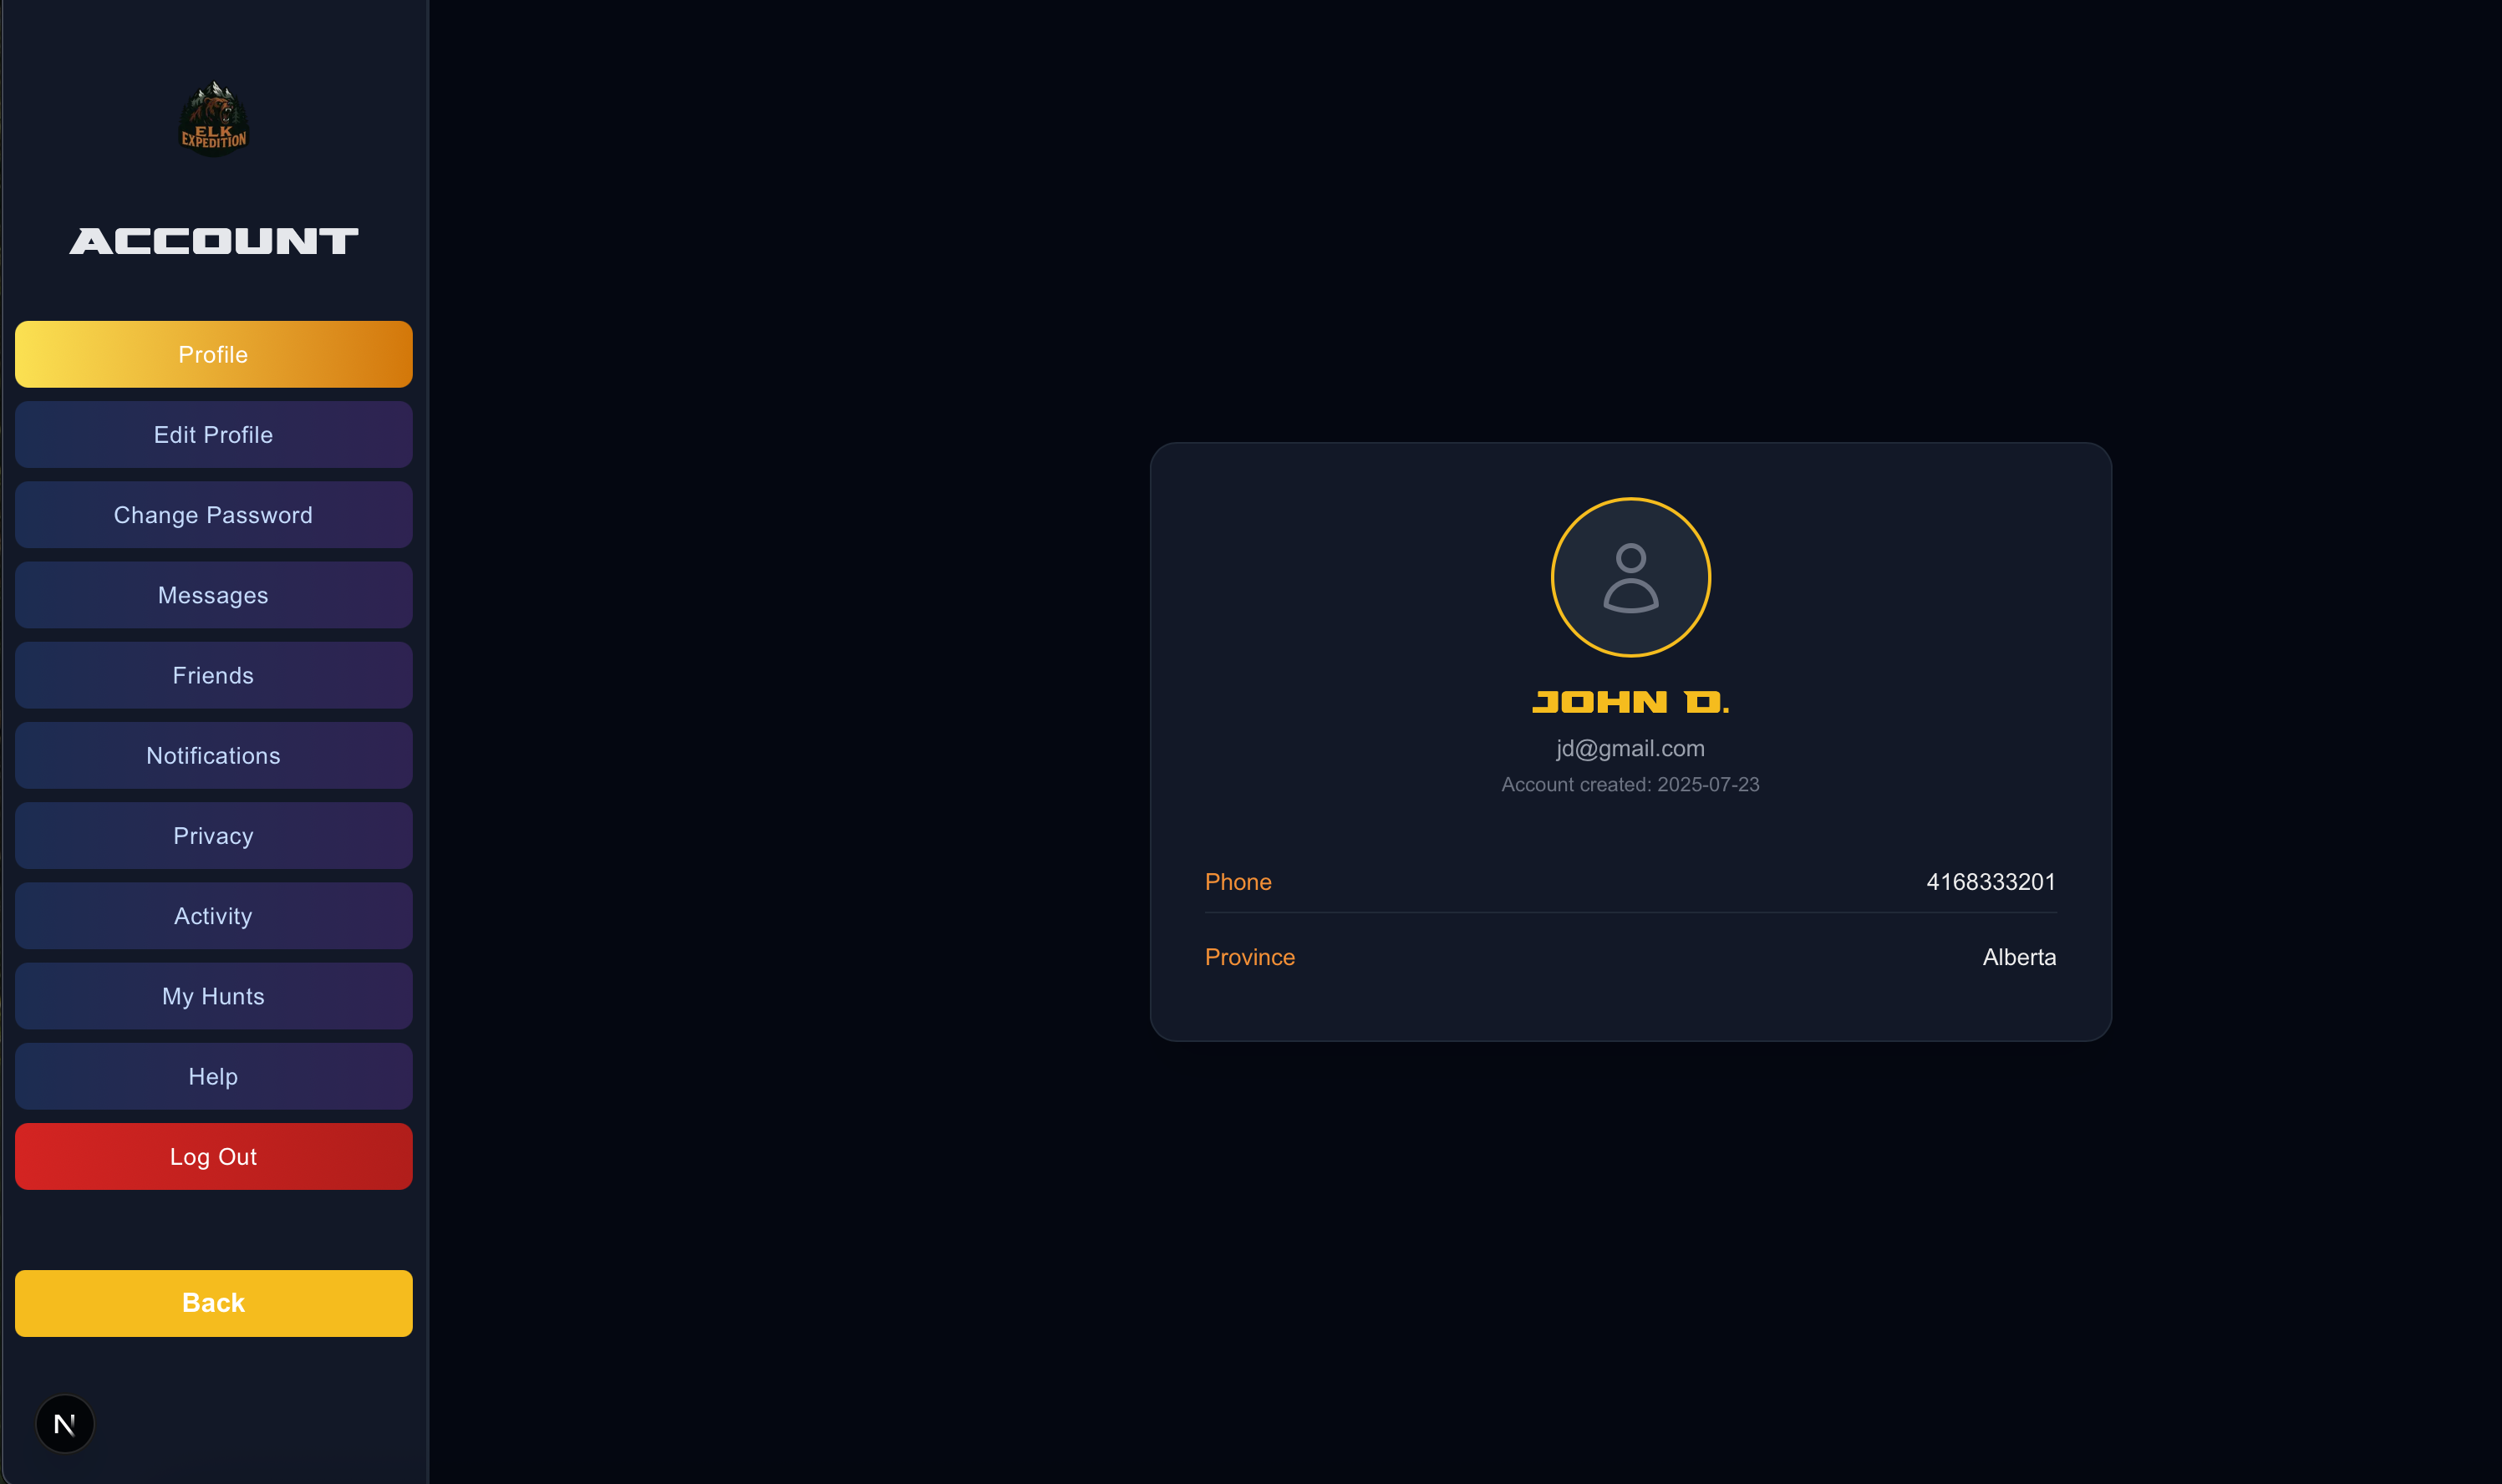 ELK
EXPEDITION
ACCOUNT
Profile
Edit Profile
Change Password
Messages
Friends
Notifications
Privacy
Activity
My Hunts
Help
Log Out
Back
N
JOHN D.
jd@gmail.com
Account created: 2025-07-23
Phone 4168333201
Province Alberta